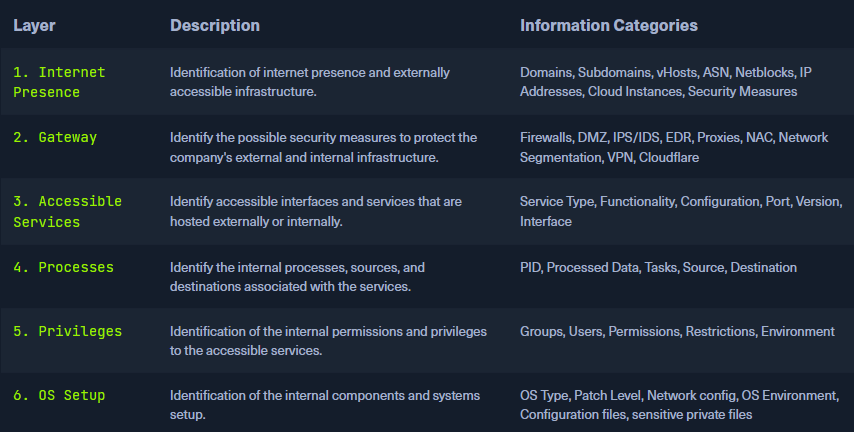 Layer Description Information Categories
1. Internet Presence
Identification of internet presence and externally
accessible infrastructure.
Domains, Subdomains, vHosts, ASN, Netblocks, IP
Addresses, Cloud Instances, Security Measures
2. Gateway
Identify the possible security measures to protect the
company's external and internal infrastructure.
Firewalls, DMZ, IPS/IDS, EDR, Proxies, NAC, Network
Segmentation, VPN, Cloudflare
3. Accessible
Services
Identify accessible interfaces and services that are
hosted externally or internally.
Service Type, Functionality, Configuration, Port, Version,
Interface
4. Processes
Identify the internal processes, sources, and
destinations associated with the services.
PID, Processed Data, Tasks, Source, Destination
5. Privileges
Identification of the internal permissions and privileges
to the accessible services.
Groups, Users, Permissions, Restrictions, Environment
6. OS Setup
Identification of the internal components and systems
setup.
OS Type, Patch Level, Network config, OS Environment,
Configuration files, sensitive private files